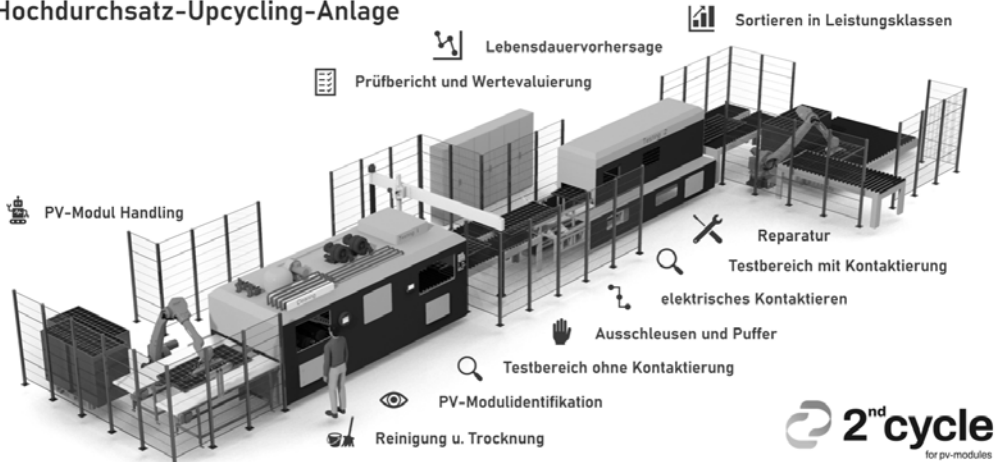 Hochdurchsatz-Upcycling-Anlage
Sortieren in Leistungsklassen
Lebensdauervorhersage
Prüfbericht und Wertevaluierung
PV-Modul Handling
Reparatur
Testbereich mit Kontaktierung
elektrisches Kontaktieren
Ausschleusen und Puffer
Testbereich ohne Kontaktierung
PV-Modulidentifikation
Reinigung u. Trocknung
2nd cycle
for pv-modules